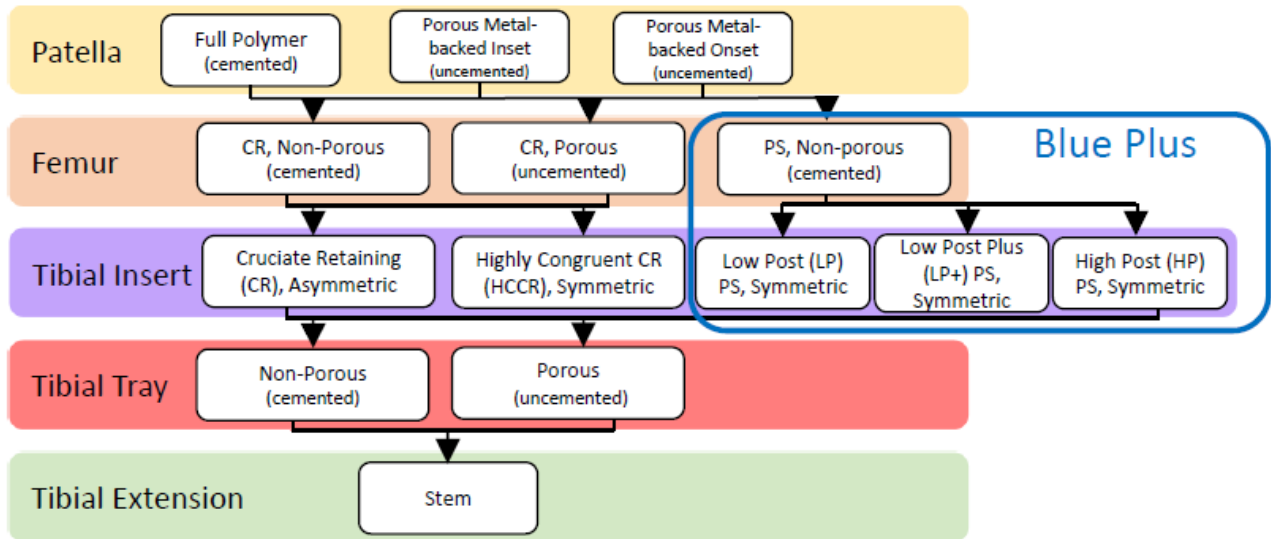 Patella
Full Polymer
(cemented)
Porous Metal-
backed Inset
(uncemented)
Porous Metal-
backed Onset
(uncemented)
Femur
CR, Non-Porous
(cemented)
CR, Porous
(uncemented)
PS, Non-porous
(cemented)
Blue Plus
Tibial Insert
Cruciate Retaining
(CR), Asymmetric
Highly Congruent CR
(HCCR), Symmetric
Low Post (LP)
PS, Symmetric
Low Post Plus
(LP+) PS,
Symmetric
High Post (HP)
PS, Symmetric
Tibial Tray
Non-Porous
(cemented)
Porous
(uncemented)
Tibial Extension
Stem